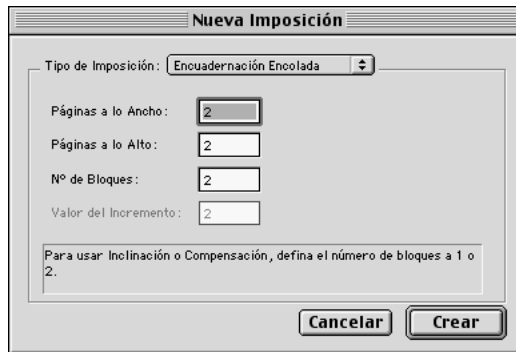 Nueva Imposición
Tipo de Imposición: Encuadernación Encolada
Páginas a lo Ancho: 2
Páginas a lo Alto: 2
Nº de Bloques: 2
Valor del Incremento: 2
Para usar Inclinación o Compensación, defina el número de bloques a 1 o
2.
Cancelar Crear